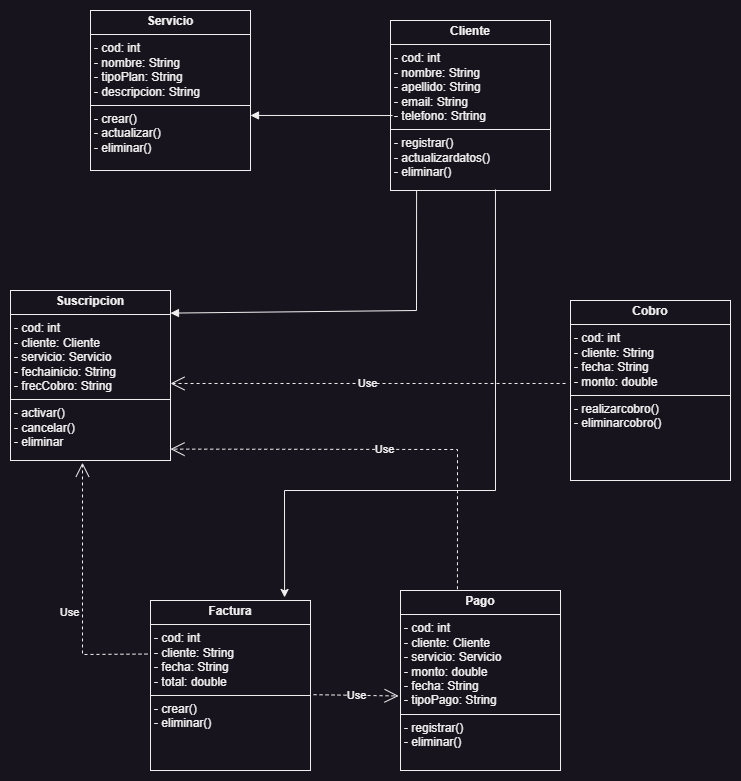 Servicio
- cod: int
- nombre: String
- tipoPlan: String
- descripcion: String
- crear()
- actualizar()
- eliminar()
Cliente
- cod: int
- nombre: String
- apellido: String
- email: String
- telefono: Srtring
- registrar()
- actualizardatos()
- eliminar()
Suscripcion
- cod: int
- cliente: Cliente
- servicio: Servicio
- fechainicio: String
- frecCobro: String
- activar()
- cancelar()
- eliminar
Cobro
- cod: int
- cliente: String
- fecha: String
- monto: double
- realizarcobro()
- eliminarcobro()
Use
Use
Use
Factura
- cod: int
- cliente: String
- fecha: String
- total: double
- crear()
- eliminar()
Use
Pago
- cod: int
- cliente: Cliente
- servicio: Servicio
- monto: double
- fecha: String
- tipoPago: String
- registrar()
- eliminar()